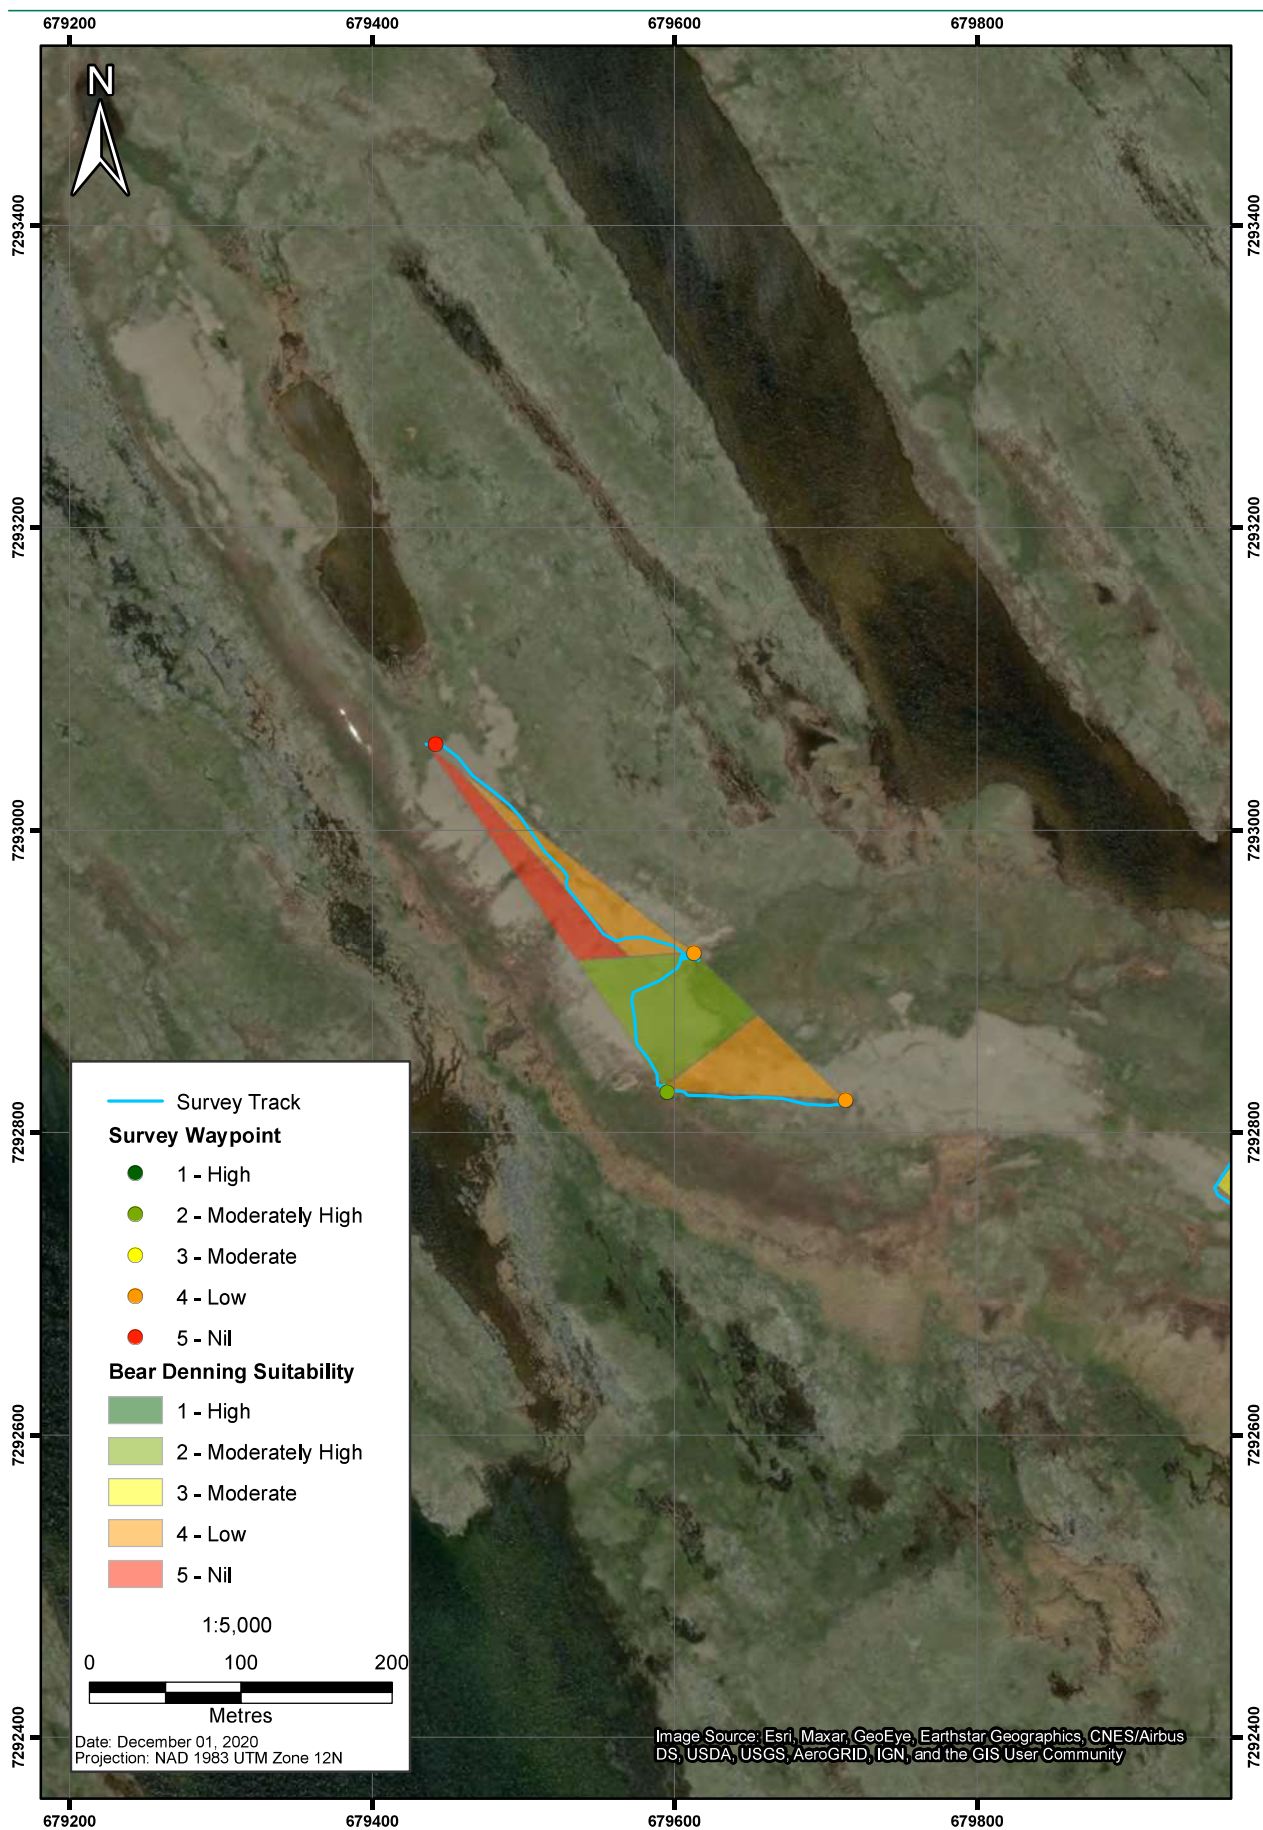 679200 679400 679600 679800
N
7293400 7293400
7293200 7293200
7293000 7293000
7292800 7292800
7292600 7292600
7292400 7292400
Survey Track
Survey Waypoint
1 - High
2 - Moderately High
3 - Moderate
4 - Low
5 - Nil
Bear Denning Suitability
1 - High
2 - Moderately High
3 - Moderate
4 - Low
5 - Nil
1:5,000
0 100 200
Metres
Date: December 01, 2020
Projection: NAD 1983 UTM Zone 12N
Image Source: Esri, Maxar, GeoEye, Earthstar Geographics, CNES/Airbus
DS, USDA, USGS, AeroGRID, IGN, and the GIS User Community
679200 679400 679600 679800